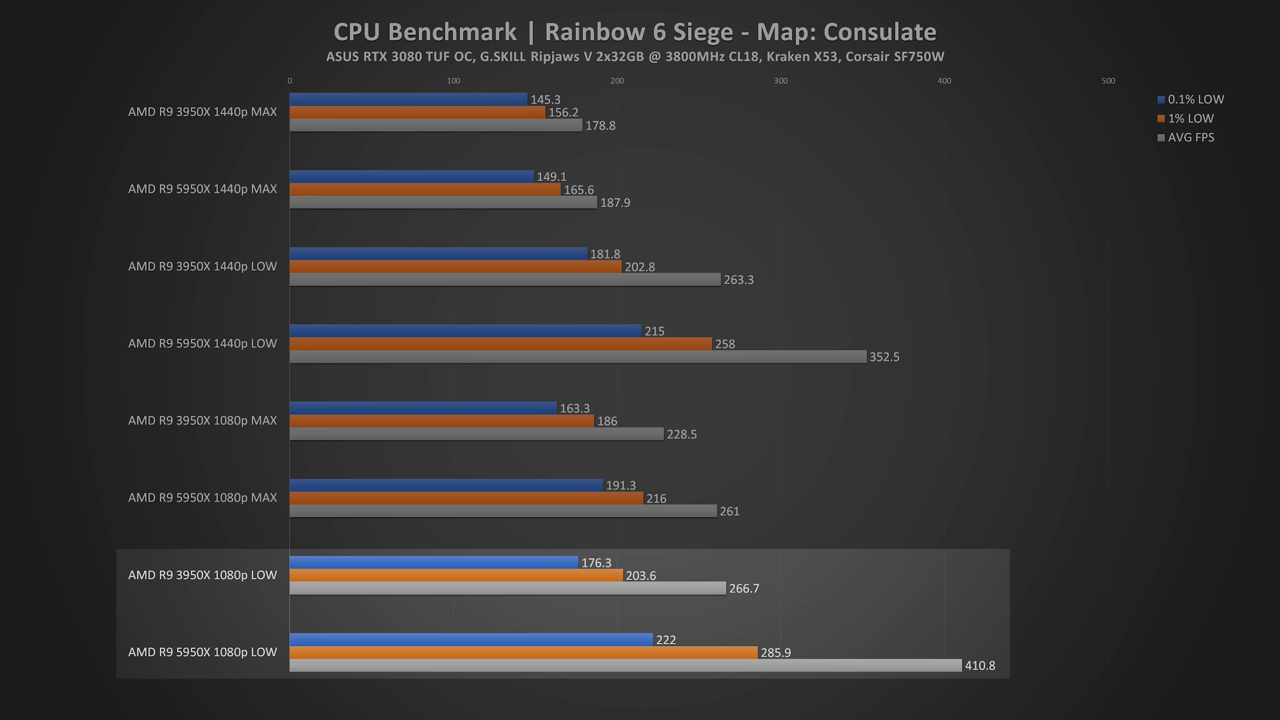 CPU Benchmark | Rainbow 6 Siege - Map: Consulate
ASUS RTX 3080 TUF OC, G.SKILL Ripjaws V 2x32GB @ 3800MHz CL18, Kraken X53, Corsair SF750W
0 100 200 300 400 500
0.1% LOW
1% LOW
AVG FPS
AMD R9 3950X 1440p MAX
145.3
156.2
178.8
AMD R9 5950X 1440p MAX
149.1
165.6
187.9
AMD R9 3950X 1440p LOW
181.8
202.8
263.3
AMD R9 5950X 1440p LOW
215
258
352.5
AMD R9 3950X 1080p MAX
163.3
186
228.5
AMD R9 5950X 1080p MAX
191.3
216
261
AMD R9 3950X 1080p LOW
176.3
203.6
266.7
AMD R9 5950X 1080p LOW
222
285.9
410.8